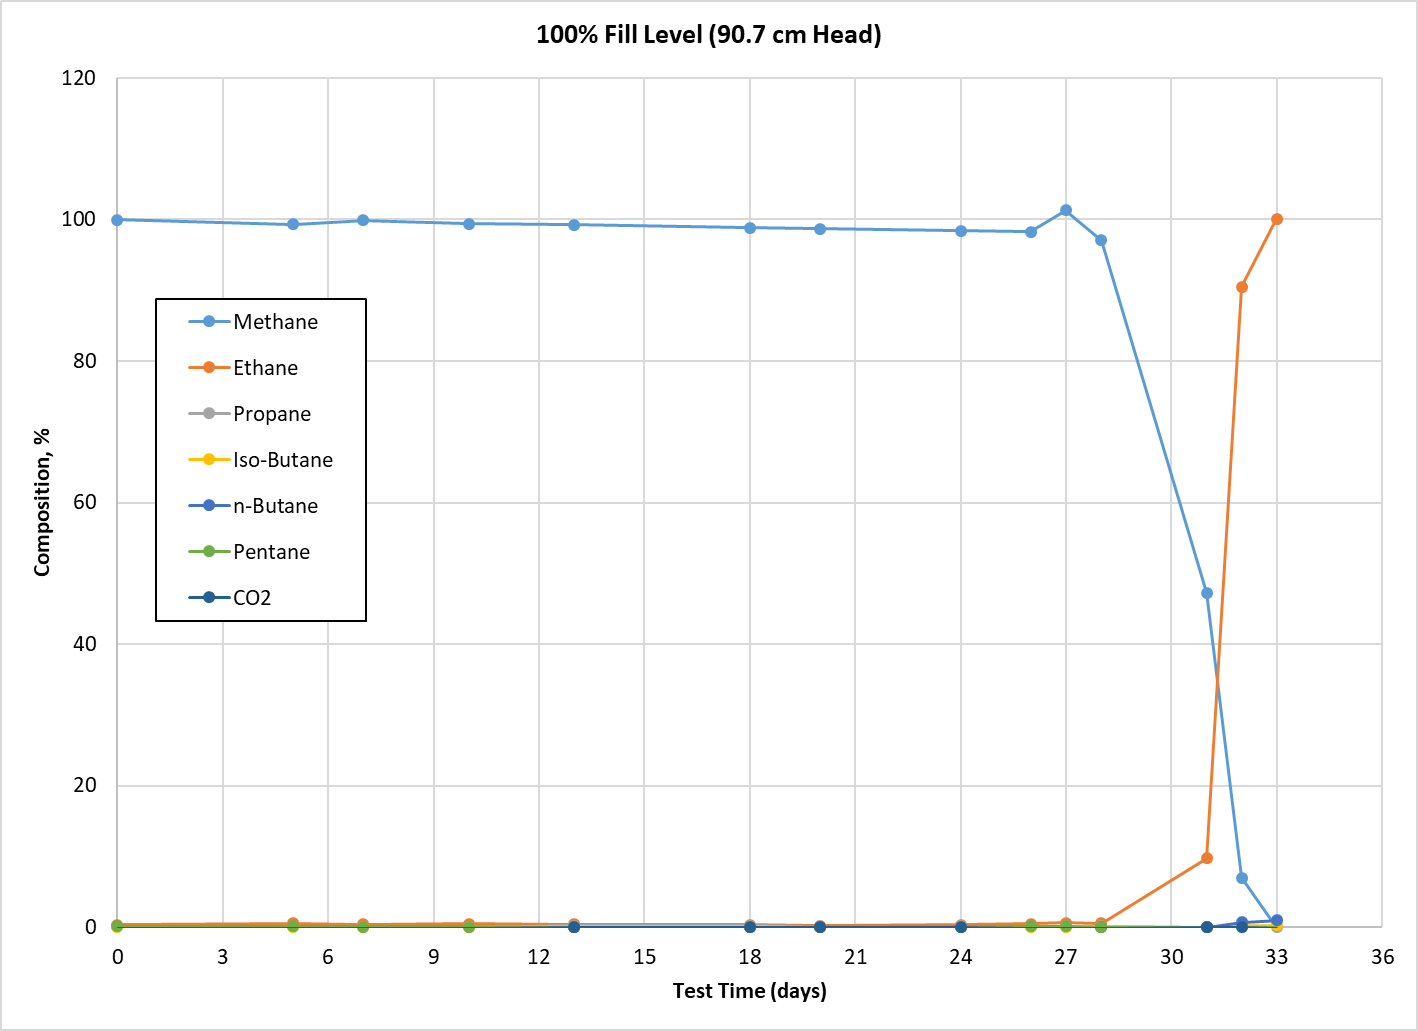 100% Fill Level (90.7 cm Head)
120
100
80
60
40
20
0
Composition, %
Methane
Ethane
Propane
Iso-Butane
n-Butane
Pentane
CO2
0 3 6 9 12 15 18 21 24 27 30 33 36
Test Time (days)